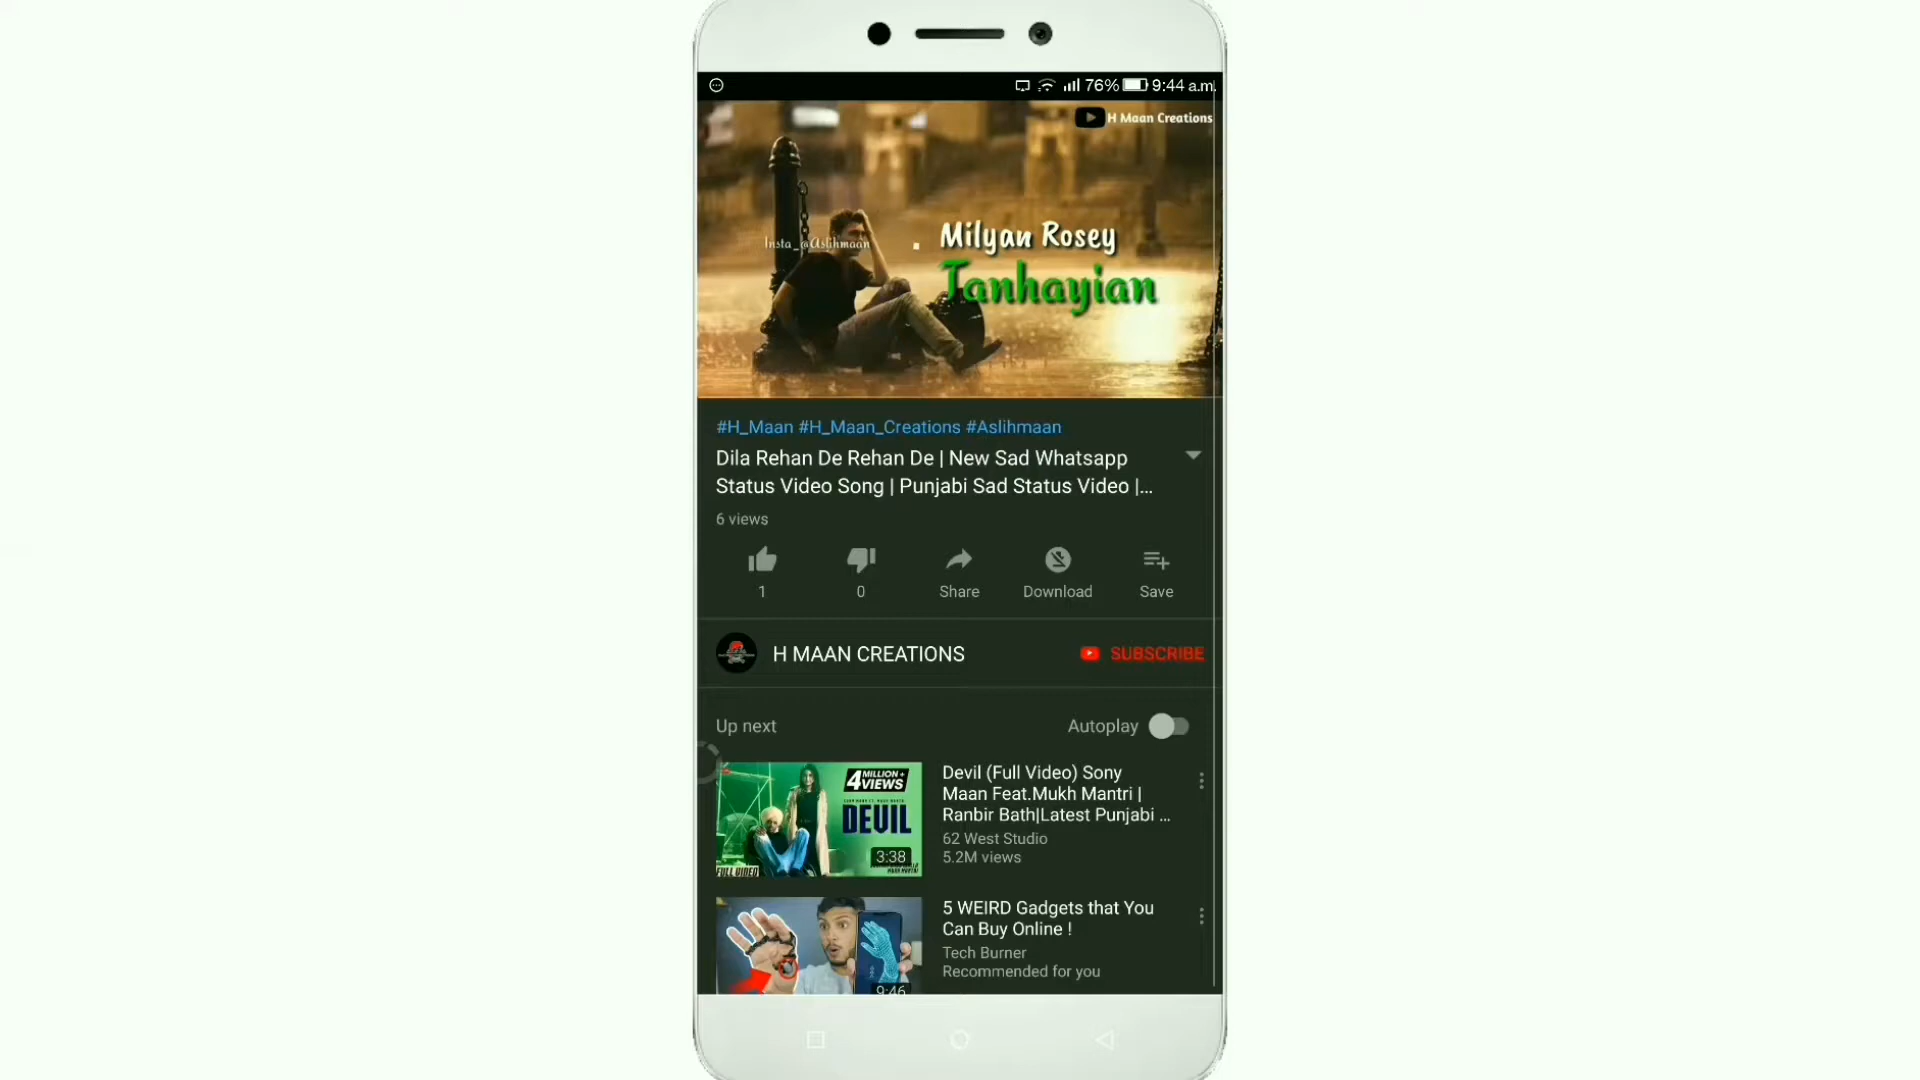 76% 9:44 a.m.
H Maan Creations
Insta_@Aslihmaan
Milyan Rosey
Tanhayian
#H_Maan #H_Maan_Creations #Aslihmaan
Dila Rehan De Rehan De | New Sad Whatsapp
Status Video Song | Punjabi Sad Status Video |...
6 views
1
0
Share
Download
Save
H MAAN CREATIONS
SUBSCRIBE
Up next
Autoplay
4 MILLION+
VIEWS
DEVIL
3:38
FULL VIDEO
Devil (Full Video) Sony
Maan Feat.Mukh Mantri |
Ranbir Bath|Latest Punjabi ...
62 West Studio
5.2M views
9:46
5 WEIRD Gadgets that You
Can Buy Online !
Tech Burner
Recommended for you